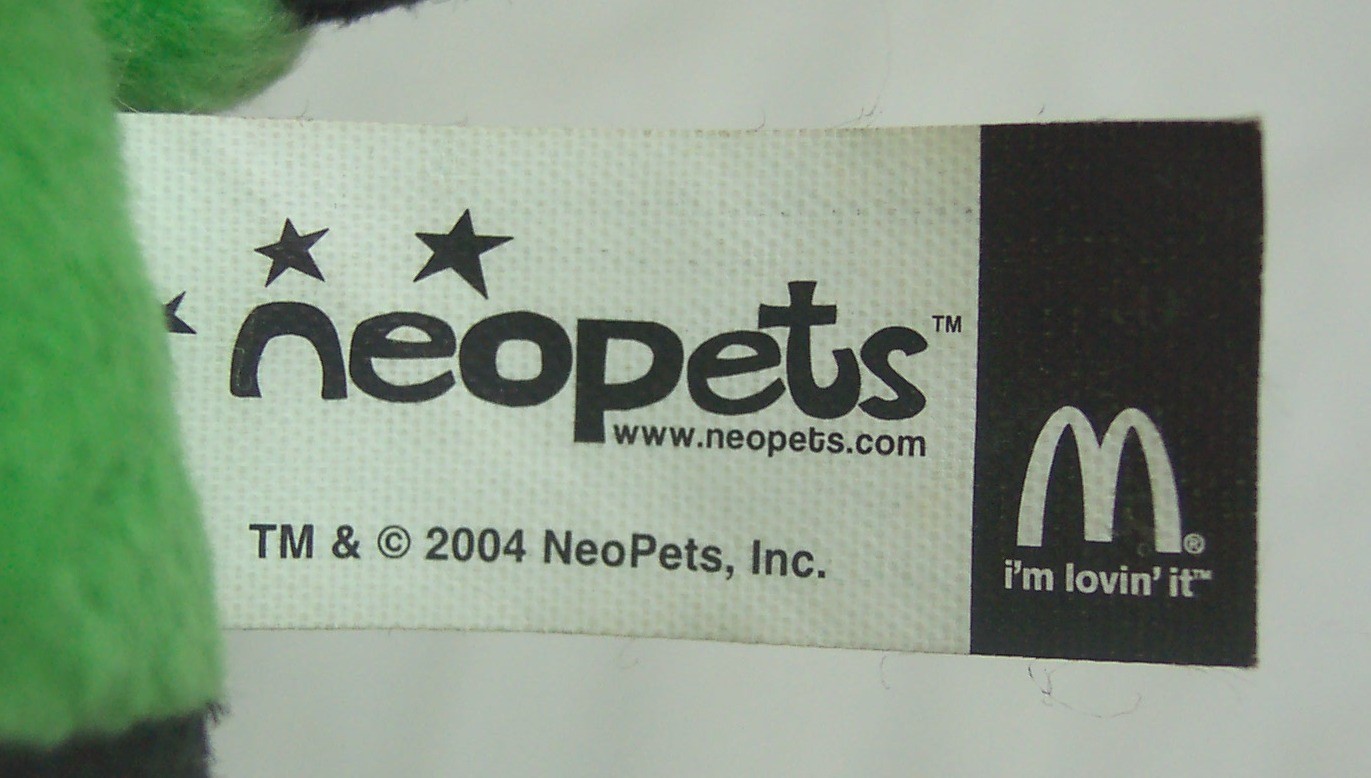 neopets™
www.neopets.com
TM & © 2004 NeoPets, Inc.
M®
i'm lovin' it™